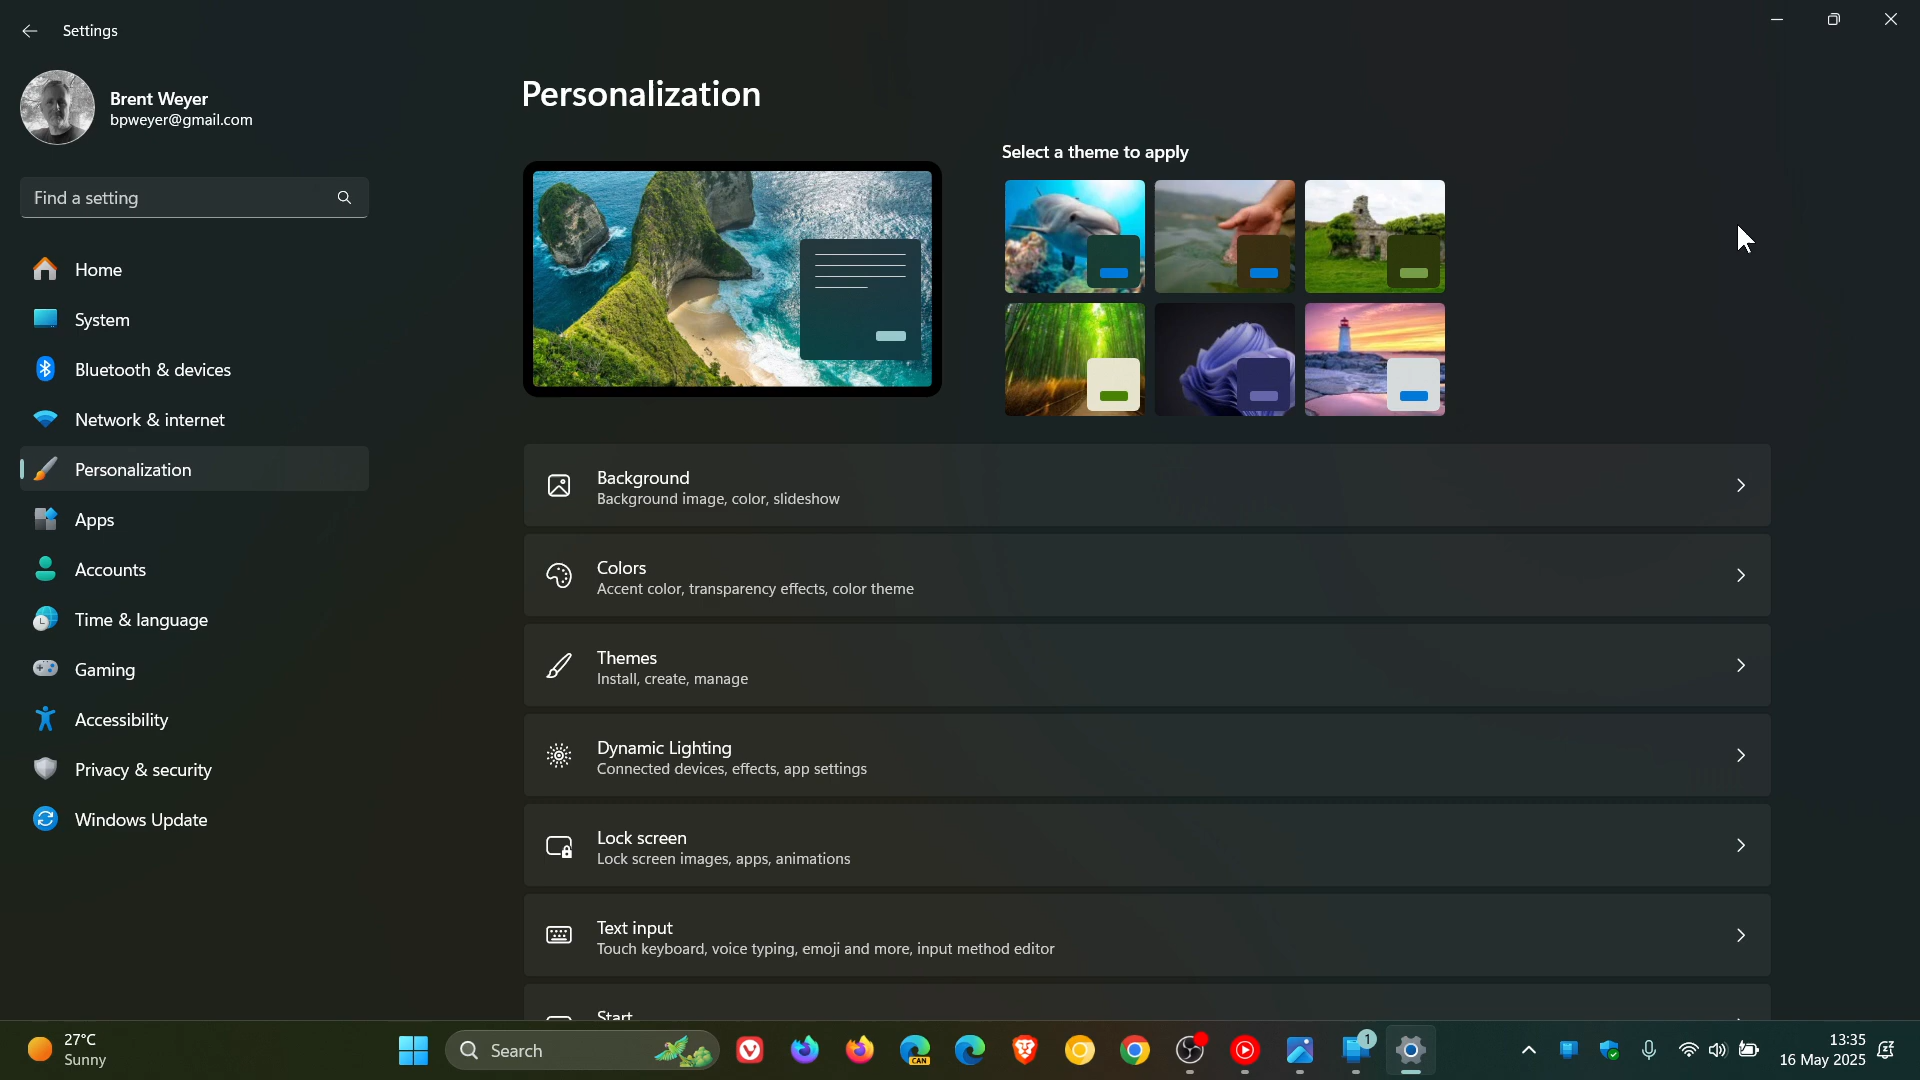 Settings
Brent Weyer
bpweyer@gmail.com
Find a setting
Home
System
Bluetooth & devices
Network & internet
Personalization
Apps
Accounts
Time & language
Gaming
Accessibility
Privacy & security
Windows Update
Personalization
Select a theme to apply
Background
Background image, color, slideshow
Colors
Accent color, transparency effects, color theme
Themes
Install, create, manage
Dynamic Lighting
Connected devices, effects, app settings
Lock screen
Lock screen images, apps, animations
Text input
Touch keyboard, voice typing, emoji and more, input method editor
Start
27°C
Sunny
Search
CAN
1
13:35
16 May 2025